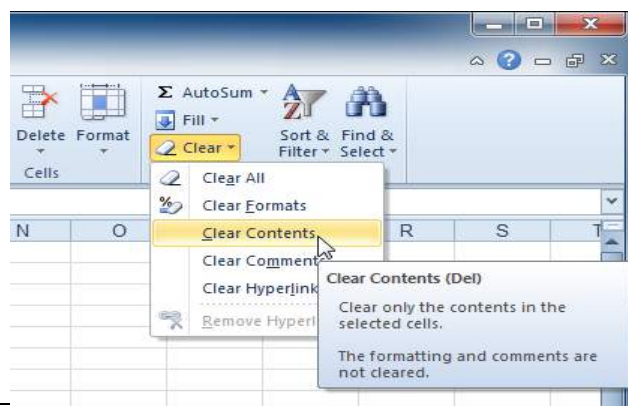 Σ AutoSum
Fill
Clear
Delete
Format
Sort &
Filter
Find &
Select
Cells
Clear All
Clear Formats
Clear Contents
Clear Comment
Clear Hyperlink
Remove Hyperl
N O R S T
Clear Contents (Del)
Clear only the contents in the
selected cells.
The formatting and comments are
not cleared.